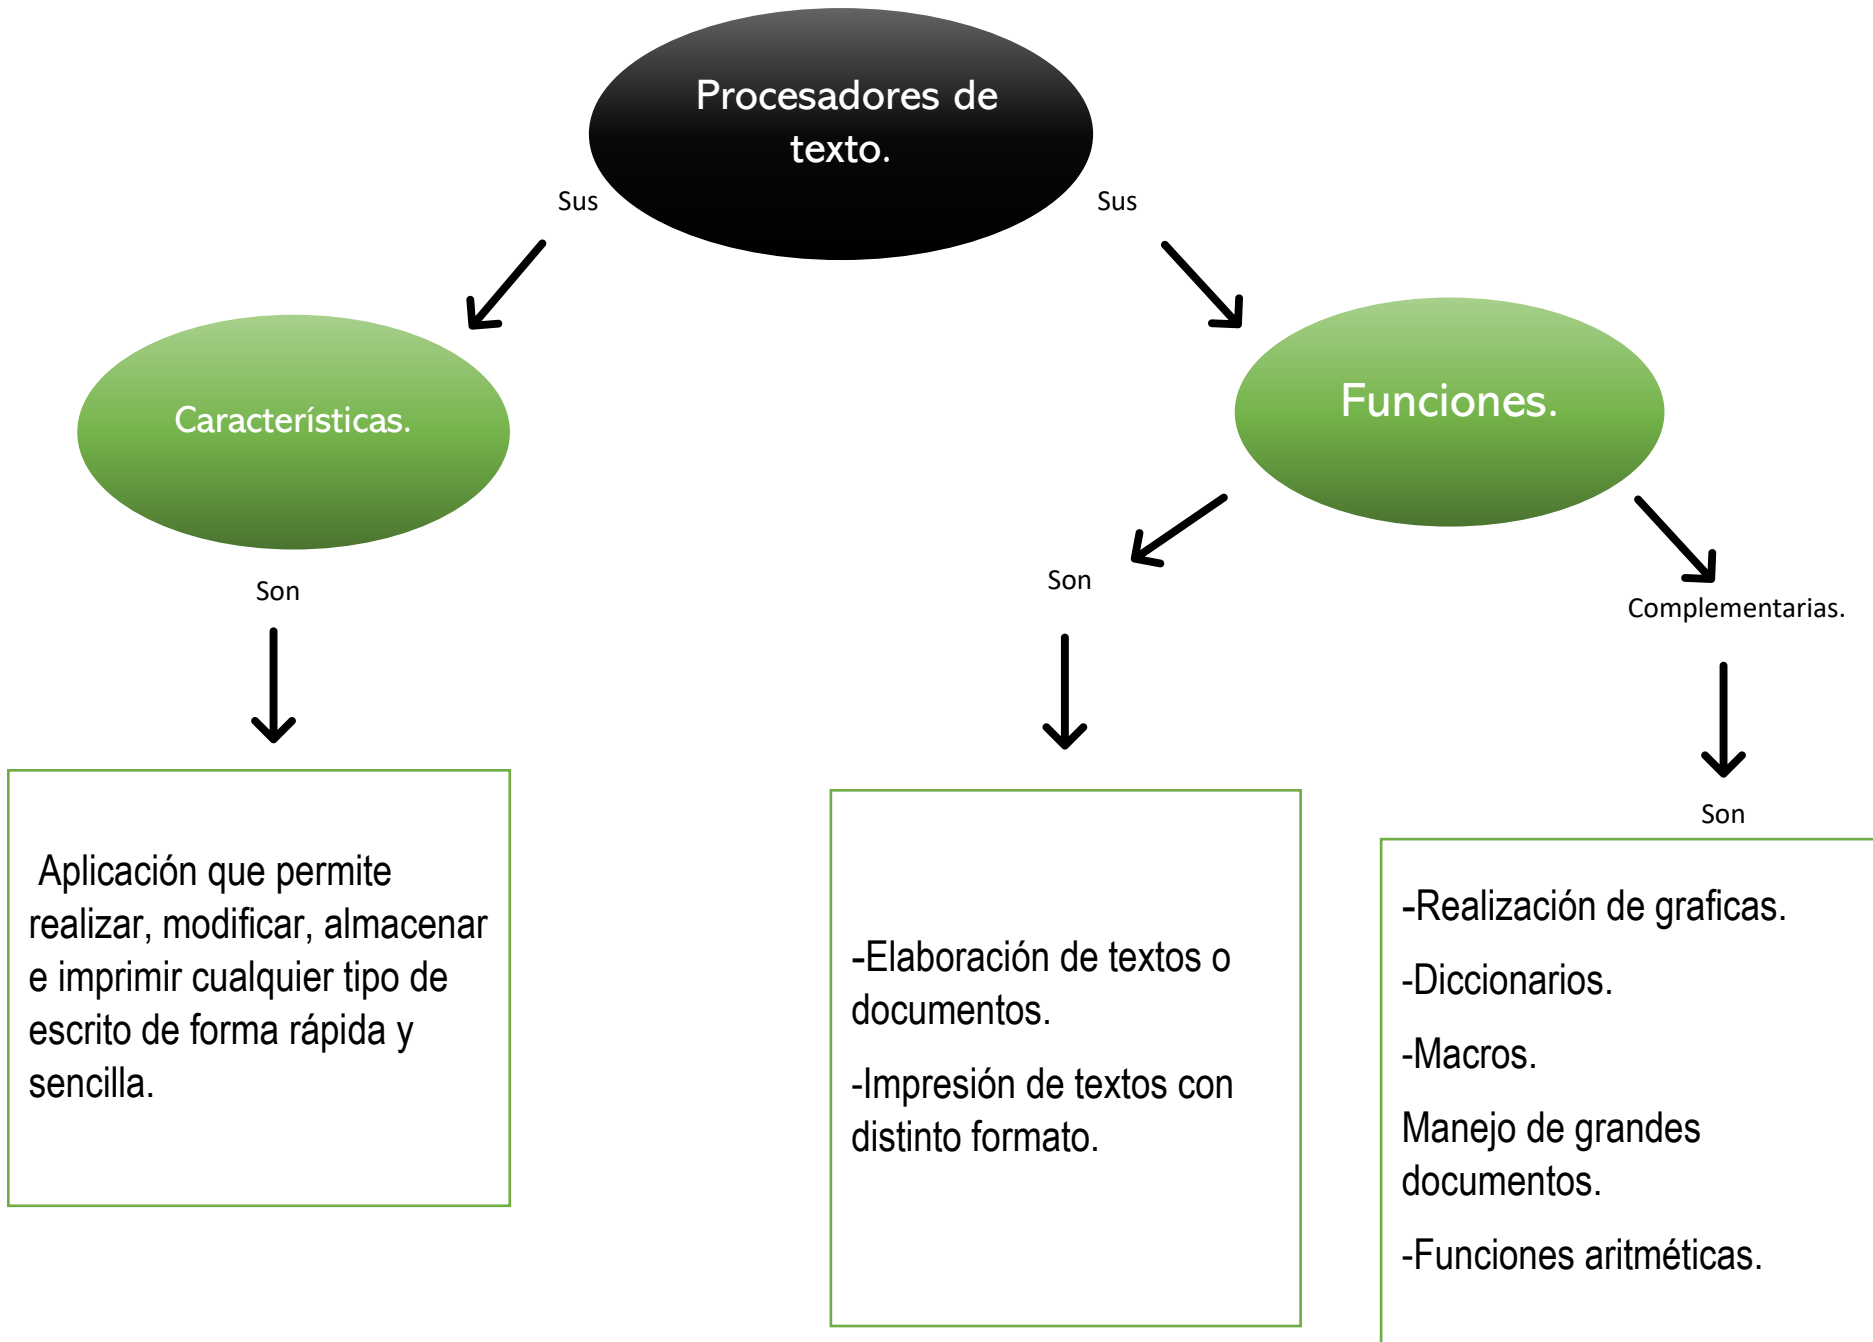 Procesadores de
texto.
Sus
Sus
Características.
Funciones.
Son
Son
Complementarias.
Son
Aplicación que permite
realizar, modificar, almacenar
e imprimir cualquier tipo de
escrito de forma rápida y
sencilla.
-Elaboración de textos o
documentos.
-Impresión de textos con
distinto formato.
-Realización de graficas.
-Diccionarios.
-Macros.
Manejo de grandes
documentos.
-Funciones aritméticas.